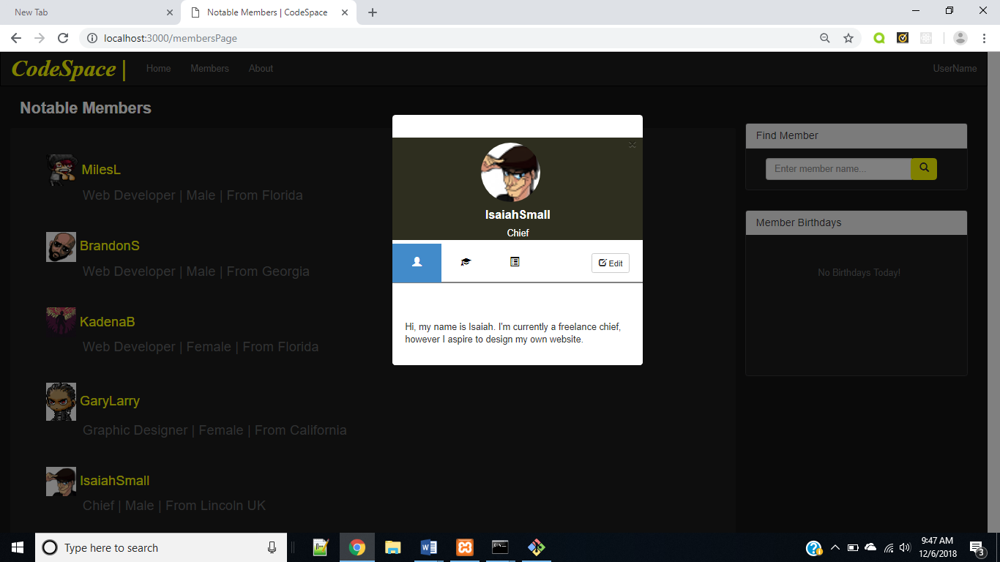 New Tab
Notable Members | CodeSpace
localhost:3000/membersPage
CodeSpace |
Home
Members
About
UserName
Notable Members
MilesL
Web Developer | Male | From Florida
BrandonS
Web Developer | Male | From Georgia
KadenaB
Web Developer | Female | From Florida
GaryLarry
Graphic Designer | Female | From California
IsaiahSmall
Chief | Male | From Lincoln UK
IsaiahSmall
Chief
Edit
Hi, my name is Isaiah. I'm currently a freelance chief,
however I aspire to design my own website.
Find Member
Enter member name...
Member Birthdays
No Birthdays Today!
Type here to search
9:47 AM
12/6/2018
3